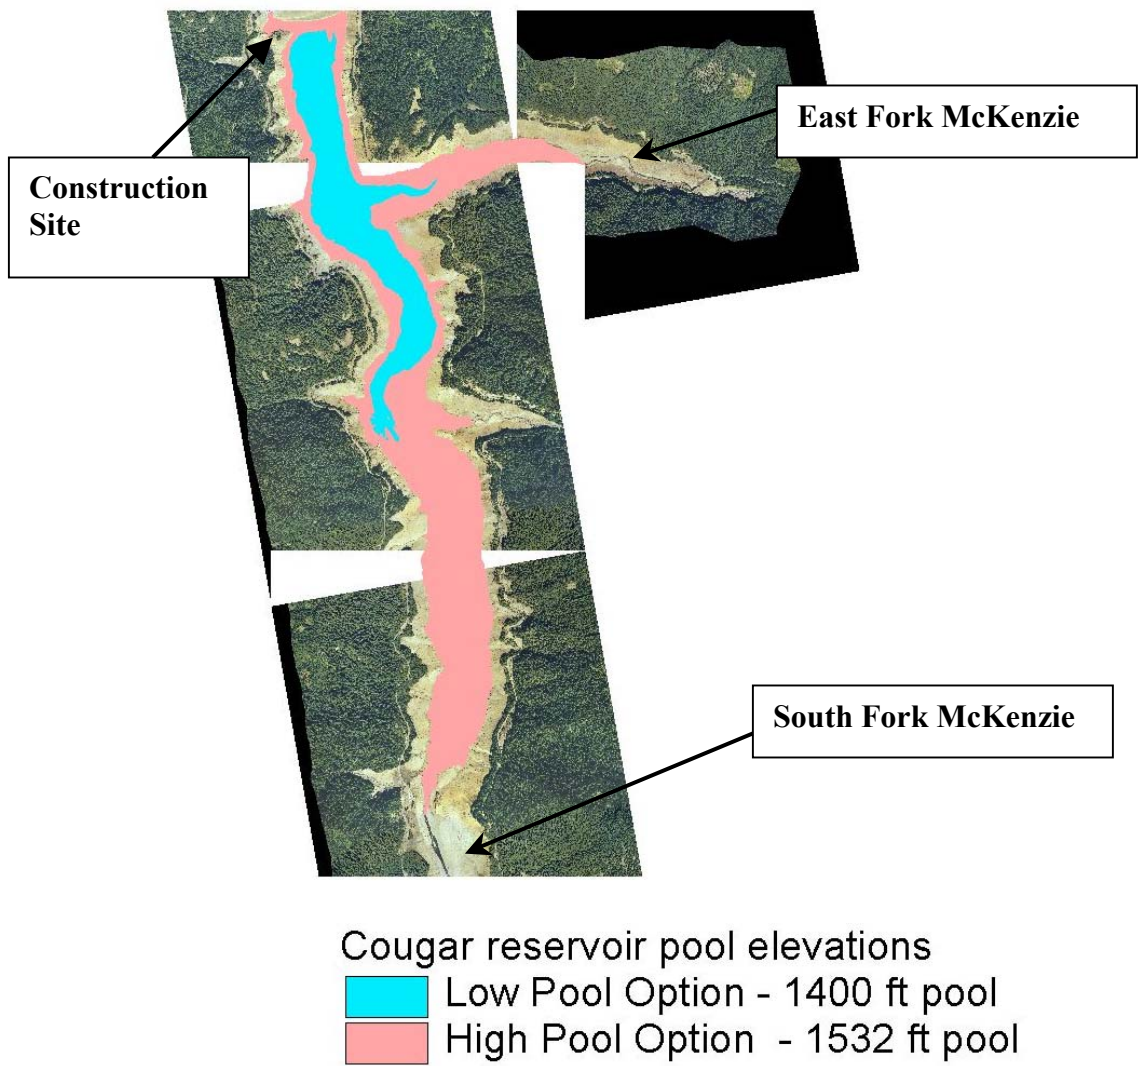 East Fork McKenzie
Construction
Site
South Fork McKenzie
Cougar reservoir pool elevations
Low Pool Option - 1400 ft pool
High Pool Option - 1532 ft pool